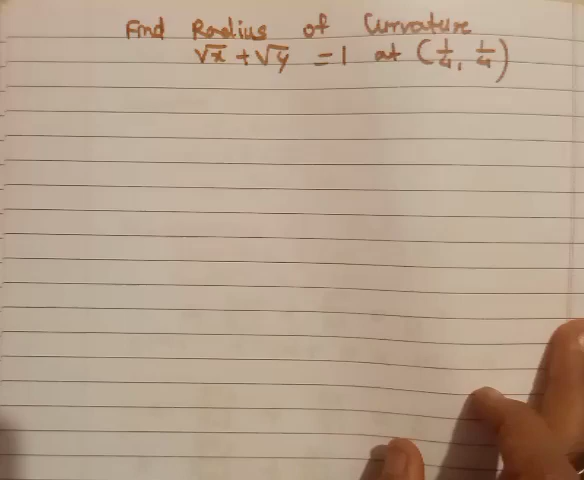 Find Radius of Curvature
√x + √y = 1 at (1/4, 1/4)